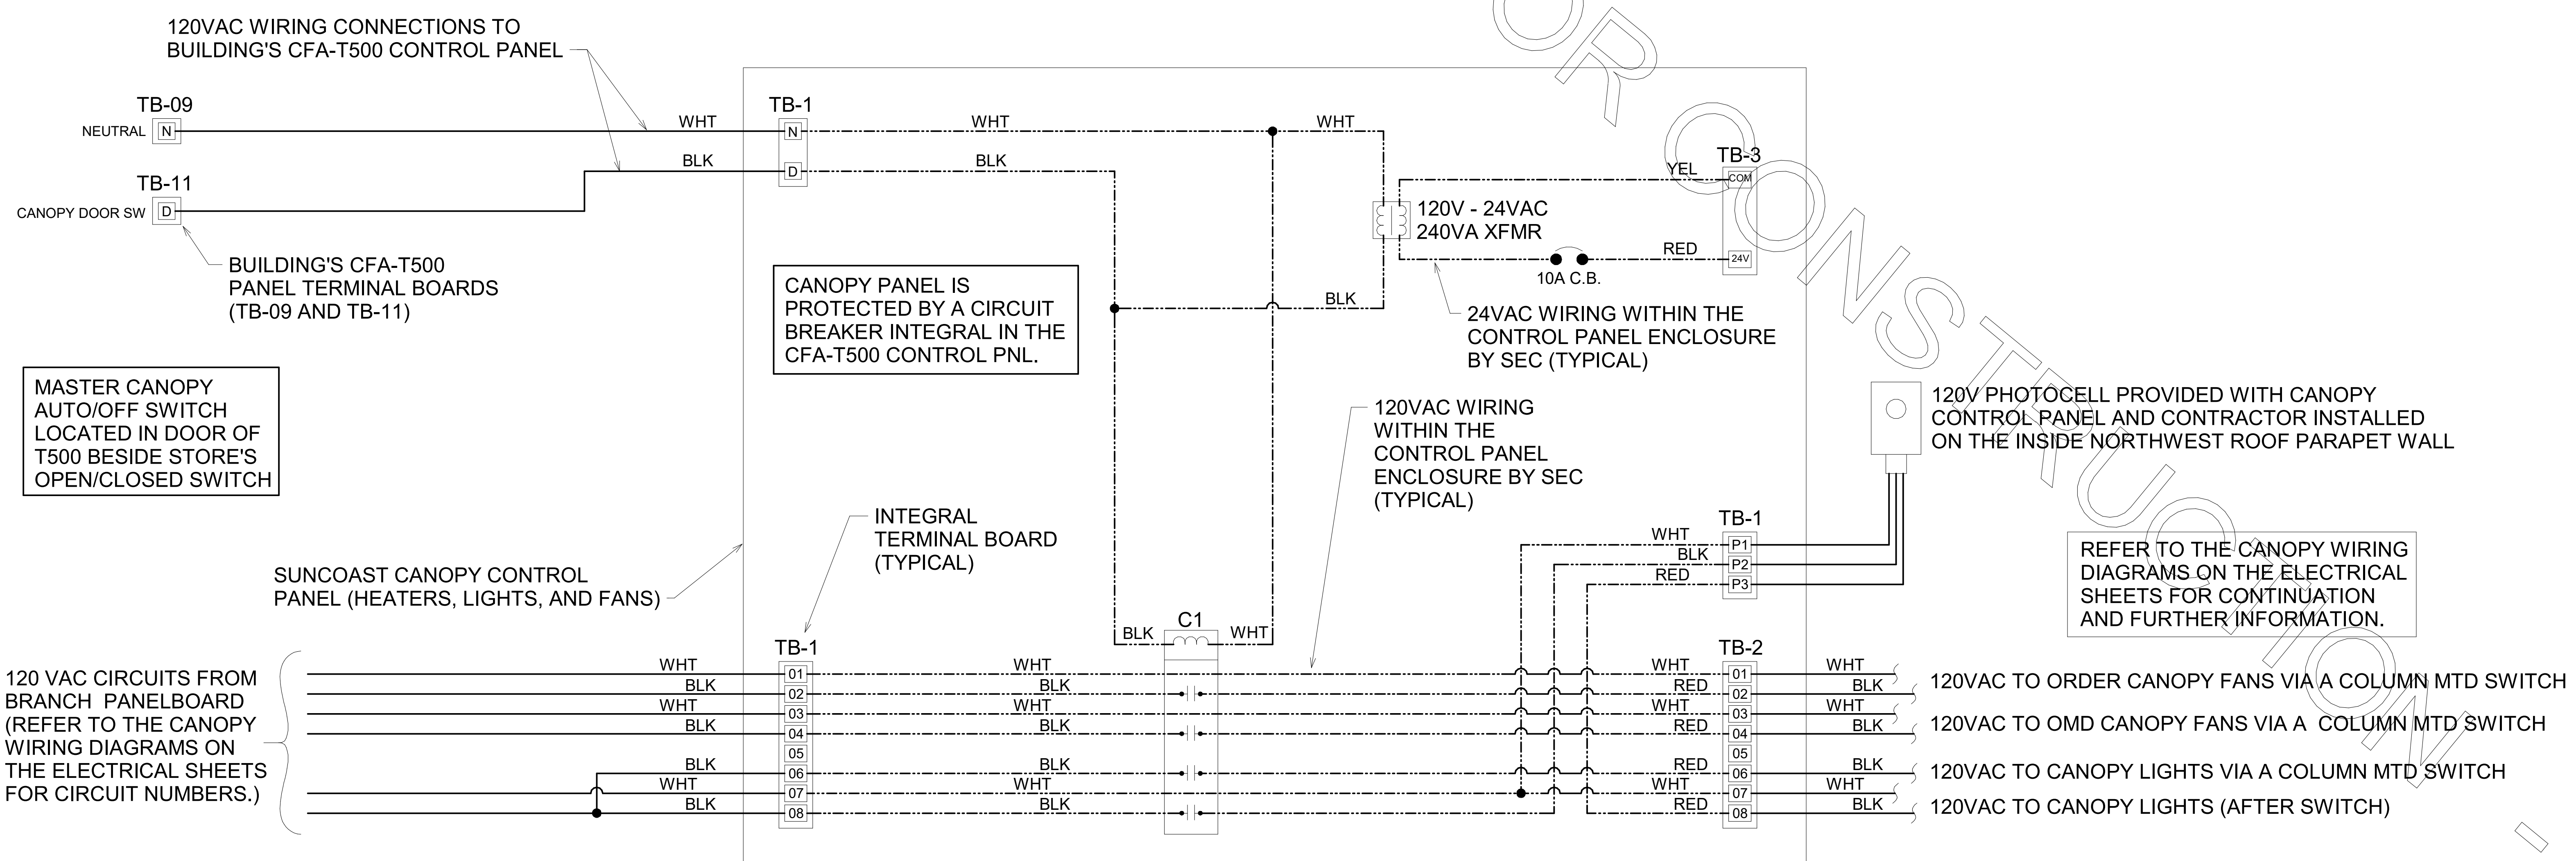 120VAC WIRING CONNECTIONS TO
BUILDING'S CFA-T500 CONTROL PANEL
TB-09
NEUTRAL N
WHT
TB-11
CANOPY DOOR SW D
BLK
BUILDING'S CFA-T500
PANEL TERMINAL BOARDS
(TB-09 AND TB-11)
MASTER CANOPY
AUTO/OFF SWITCH
LOCATED IN DOOR OF
T500 BESIDE STORE'S
OPEN/CLOSED SWITCH
TB-1
N
D
WHT
BLK
WHT
BLK
CANOPY PANEL IS
PROTECTED BY A CIRCUIT
BREAKER INTEGRAL IN THE
CFA-T500 CONTROL PNL.
120V - 24VAC
240VA XFMR
YEL
TB-3
COM
RED
24V
10A C.B.
24VAC WIRING WITHIN THE
CONTROL PANEL ENCLOSURE
BY SEC (TYPICAL)
120VAC WIRING
WITHIN THE
CONTROL PANEL
ENCLOSURE BY SEC
(TYPICAL)
120V PHOTOCELL PROVIDED WITH CANOPY
CONTROL PANEL AND CONTRACTOR INSTALLED
ON THE INSIDE NORTHWEST ROOF PARAPET WALL
INTEGRAL
TERMINAL BOARD
(TYPICAL)
SUNCOAST CANOPY CONTROL
PANEL (HEATERS, LIGHTS, AND FANS)
TB-1
WHT P1
BLK P2
RED P3
REFER TO THE CANOPY WIRING
DIAGRAMS ON THE ELECTRICAL
SHEETS FOR CONTINUATION
AND FURTHER INFORMATION.
C1
BLK WHT
120 VAC CIRCUITS FROM
BRANCH PANELBOARD
(REFER TO THE CANOPY
WIRING DIAGRAMS ON
THE ELECTRICAL SHEETS
FOR CIRCUIT NUMBERS.)
TB-1
TB-2
WHT 01 WHT WHT 01 WHT
BLK 02 BLK RED 02 BLK
WHT 03 WHT WHT 03 WHT
BLK 04 BLK RED 04 BLK
05 05
BLK 06 BLK RED 06 BLK
WHT 07 WHT WHT 07 WHT
BLK 08 BLK RED 08 BLK
120VAC TO ORDER CANOPY FANS VIA A COLUMN MTD SWITCH
120VAC TO OMD CANOPY FANS VIA A COLUMN MTD SWITCH
120VAC TO CANOPY LIGHTS VIA A COLUMN MTD SWITCH
120VAC TO CANOPY LIGHTS (AFTER SWITCH)
OR CONSTRUCTION -